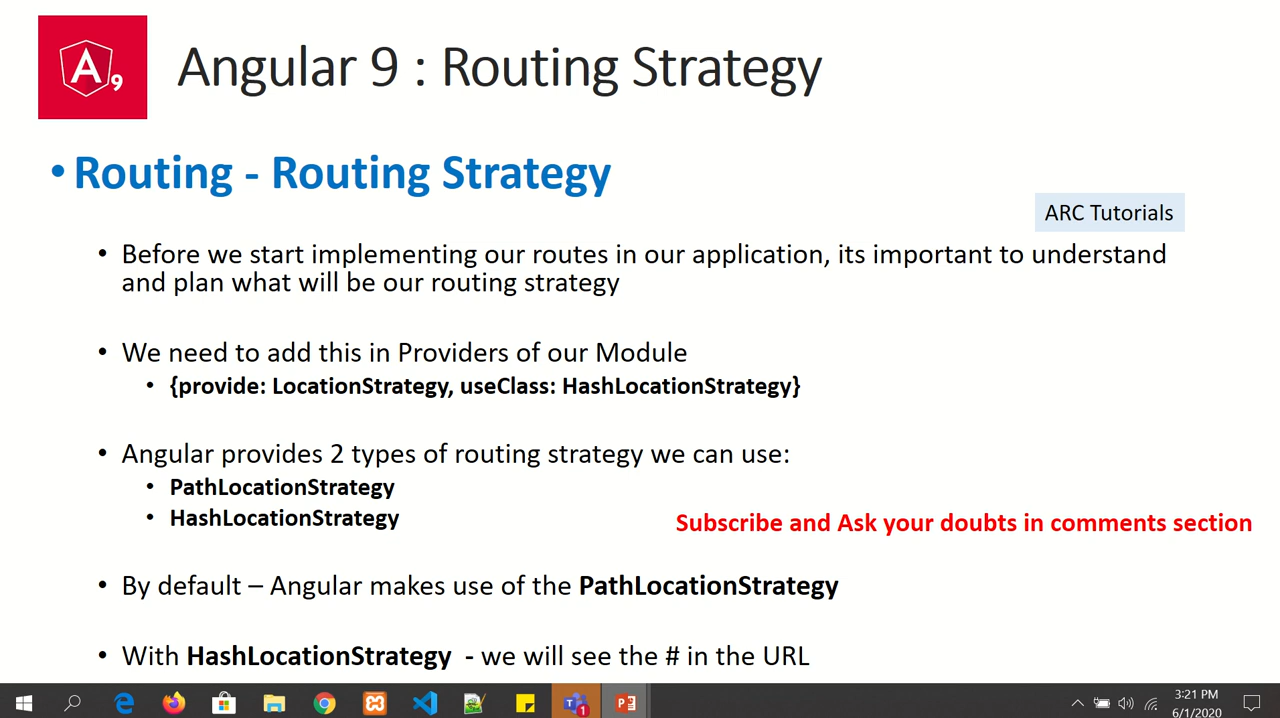 A9
Angular 9 : Routing Strategy
• Routing - Routing Strategy
ARC Tutorials
• Before we start implementing our routes in our application, its important to understand
and plan what will be our routing strategy
• We need to add this in Providers of our Module
• {provide: LocationStrategy, useClass: HashLocationStrategy}
• Angular provides 2 types of routing strategy we can use:
• PathLocationStrategy
• HashLocationStrategy
Subscribe and Ask your doubts in comments section
• By default – Angular makes use of the PathLocationStrategy
• With HashLocationStrategy - we will see the # in the URL
3:21 PM
6/1/2020